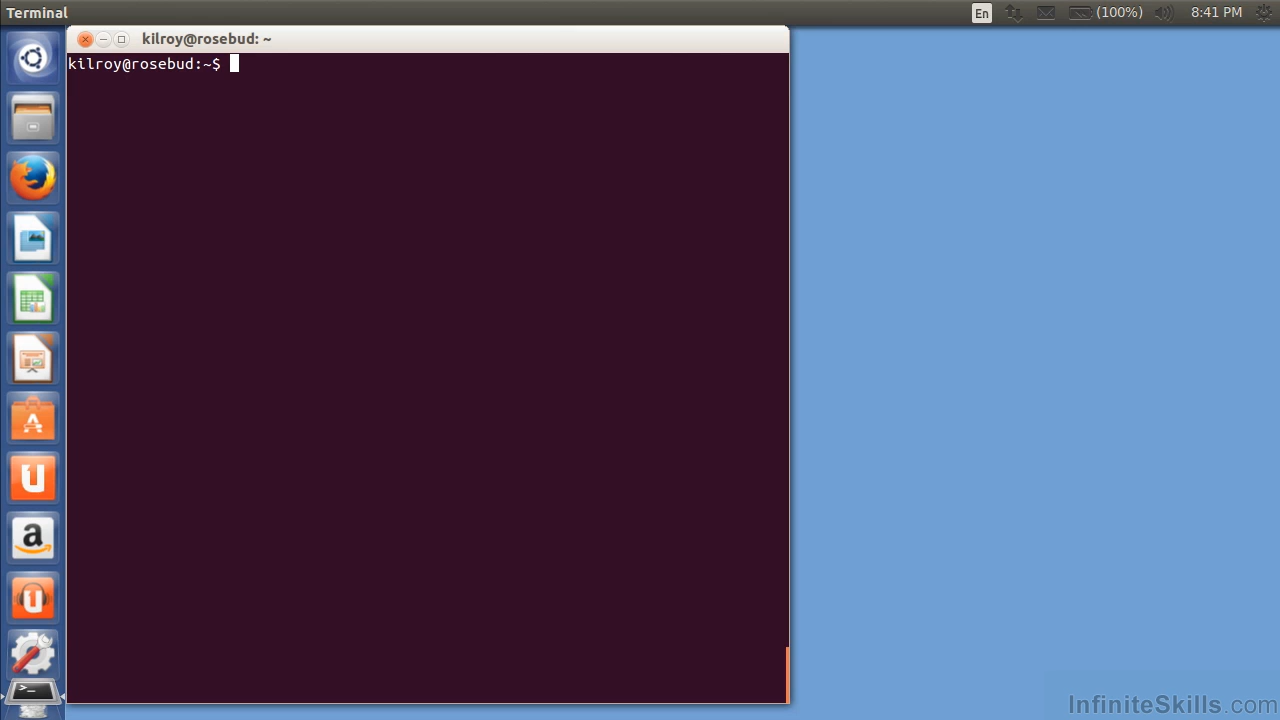 Terminal
En
(100%)
8:41 PM
kilroy@rosebud: ~
kilroy@rosebud:~$
A
u
a
u
>_
InfiniteSkills.com